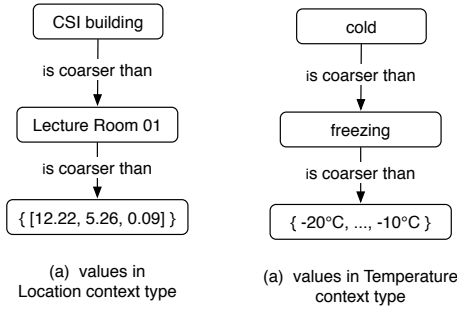 CSI building
is coarser than
Lecture Room 01
is coarser than
{ [12.22, 5.26, 0.09] }
(a) values in
Location context type
cold
is coarser than
freezing
is coarser than
{ -20°C, ..., -10°C }
(a) values in Temperature
context type